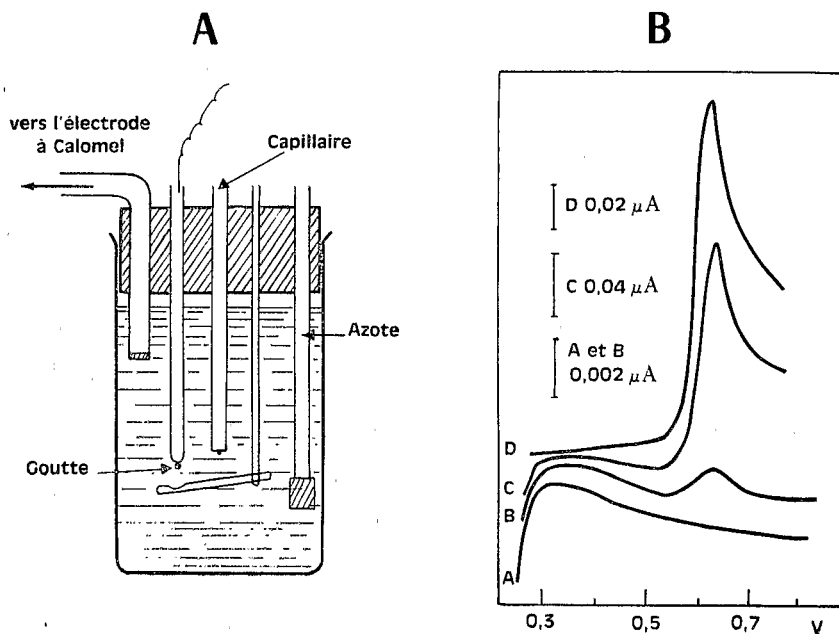 A
vers l'électrode
à Calomel
Capillaire
Azote
Goutte
B
D 0,02 μA
C 0,04 μA
A et B
0,002 μA
D
C
B
A
0,3
0,5
0,7
V